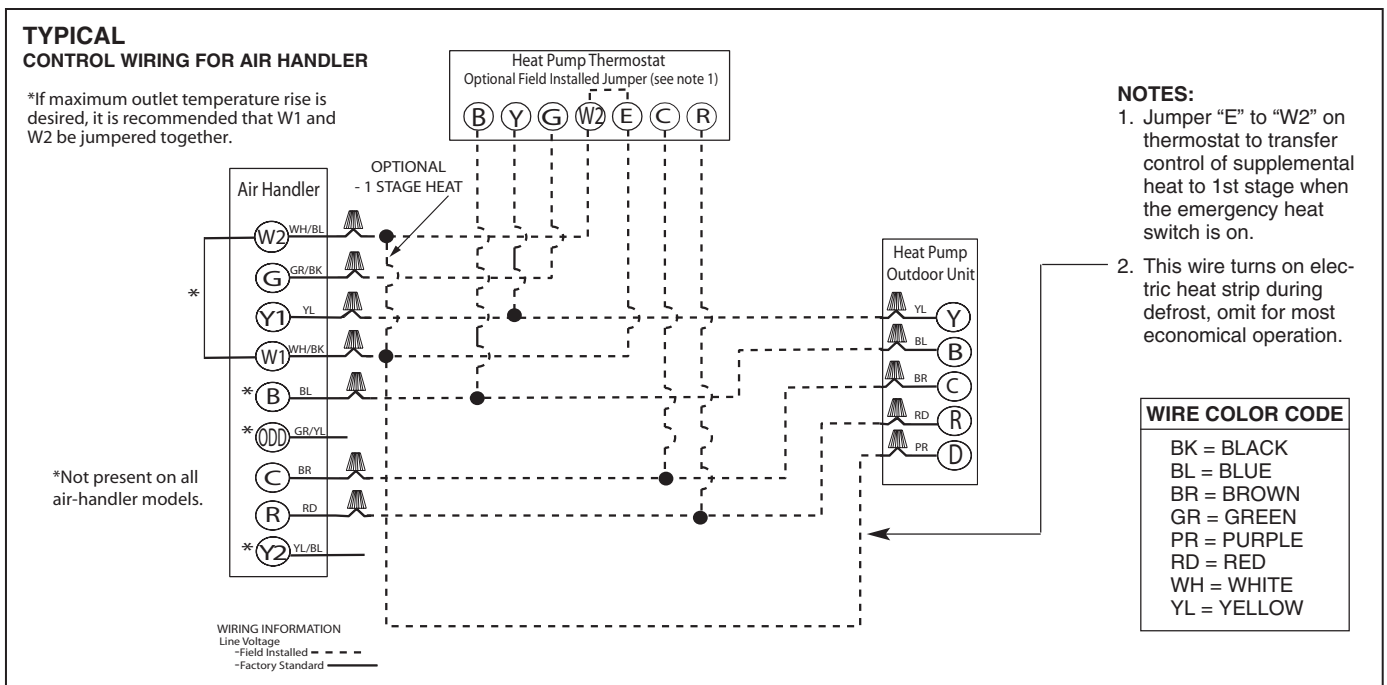 TYPICAL
CONTROL WIRING FOR AIR HANDLER
*If maximum outlet temperature rise is
desired, it is recommended that W1 and
W2 be jumpered together.
Heat Pump Thermostat
Optional Field Installed Jumper (see note 1)
B Y G W2 E C R
OPTIONAL
- 1 STAGE HEAT
Air Handler
W2 WH/BL
G GR/BK
*
Y1 YL
W1 WH/BK
* B BL
* ODD GR/YL
C BR
R RD
* Y2 YL/BL
*Not present on all
air-handler models.
Heat Pump
Outdoor Unit
YL Y
BL B
BR C
RD R
PR D
WIRING INFORMATION
Line Voltage
-Field Installed
-Factory Standard
NOTES:
1. Jumper “E” to “W2” on
thermostat to transfer
control of supplemental
heat to 1st stage when
the emergency heat
switch is on.
2. This wire turns on elec-
tric heat strip during
defrost, omit for most
economical operation.
WIRE COLOR CODE
BK = BLACK
BL = BLUE
BR = BROWN
GR = GREEN
PR = PURPLE
RD = RED
WH = WHITE
YL = YELLOW